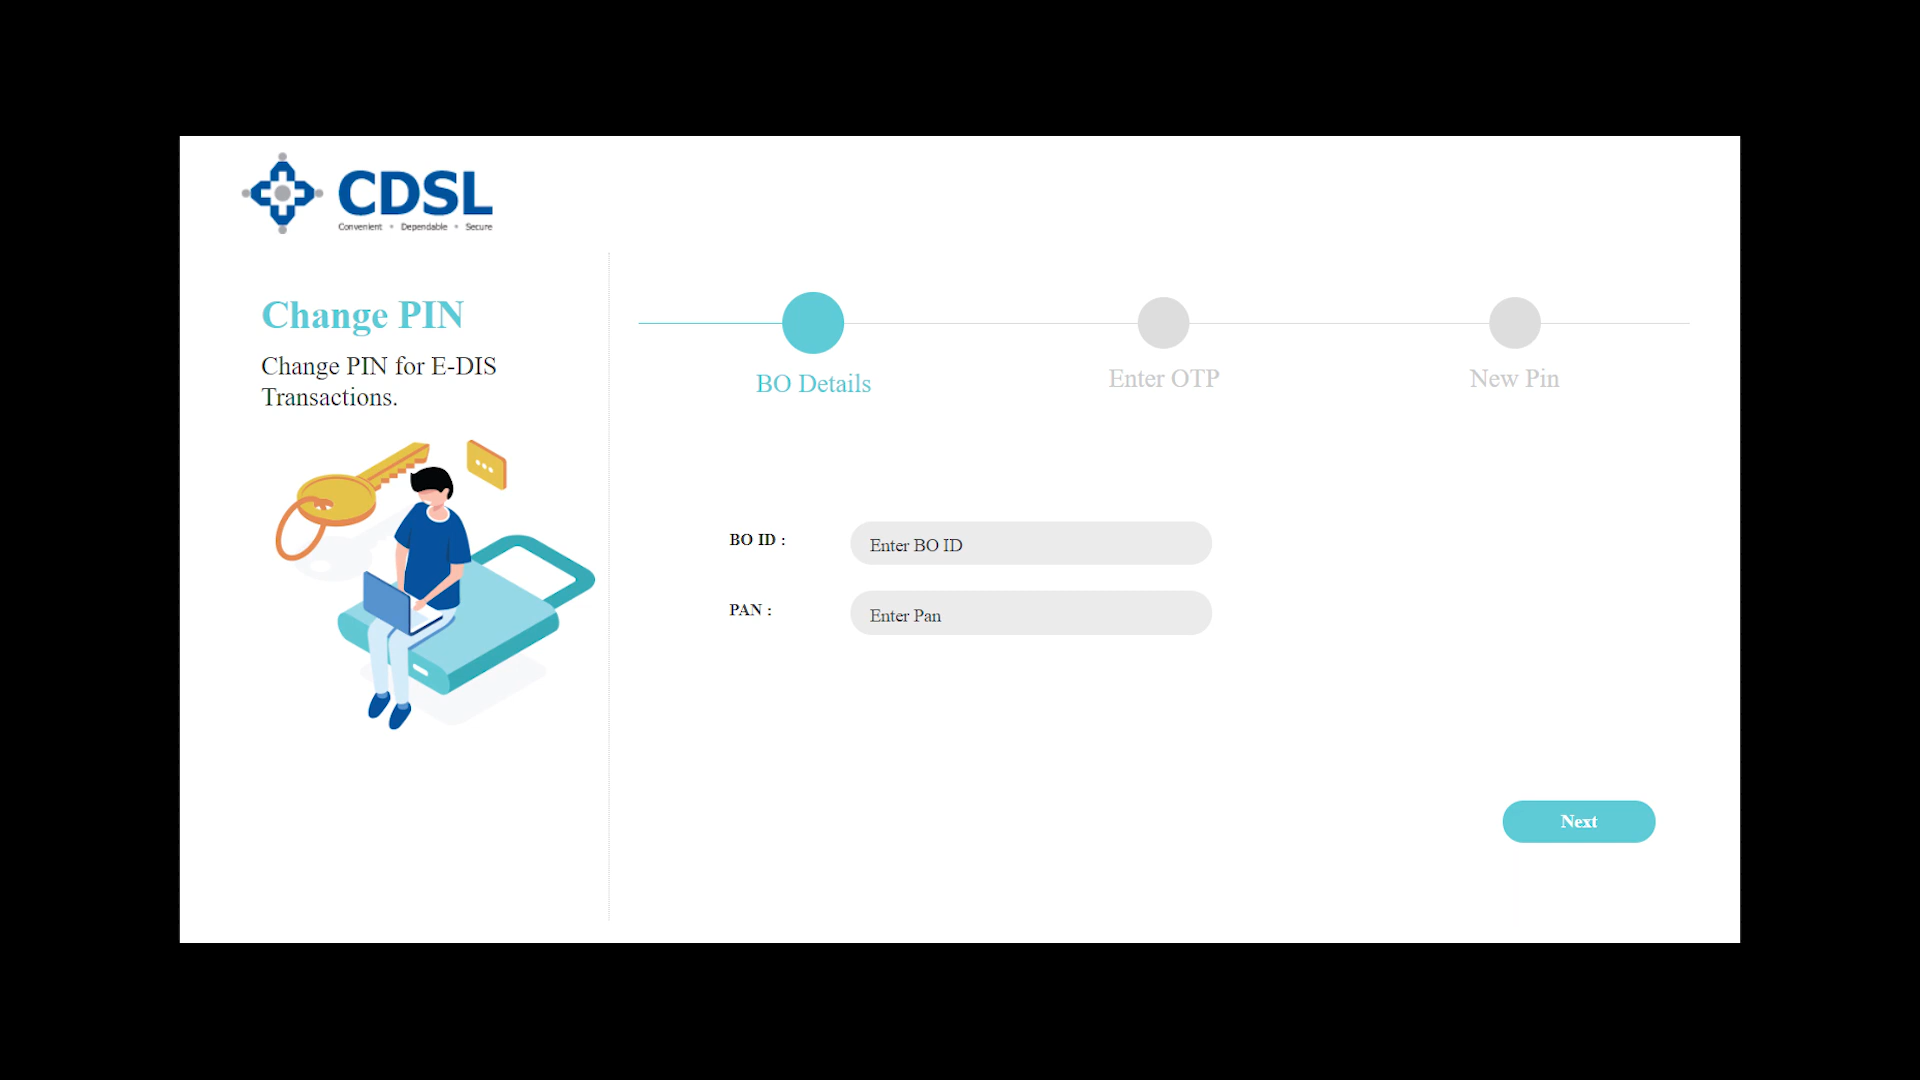 CDSL
Convenient • Dependable • Secure
Change PIN
Change PIN for E-DIS
Transactions.
BO Details
Enter OTP
New Pin
BO ID :
Enter BO ID
PAN :
Enter Pan
Next